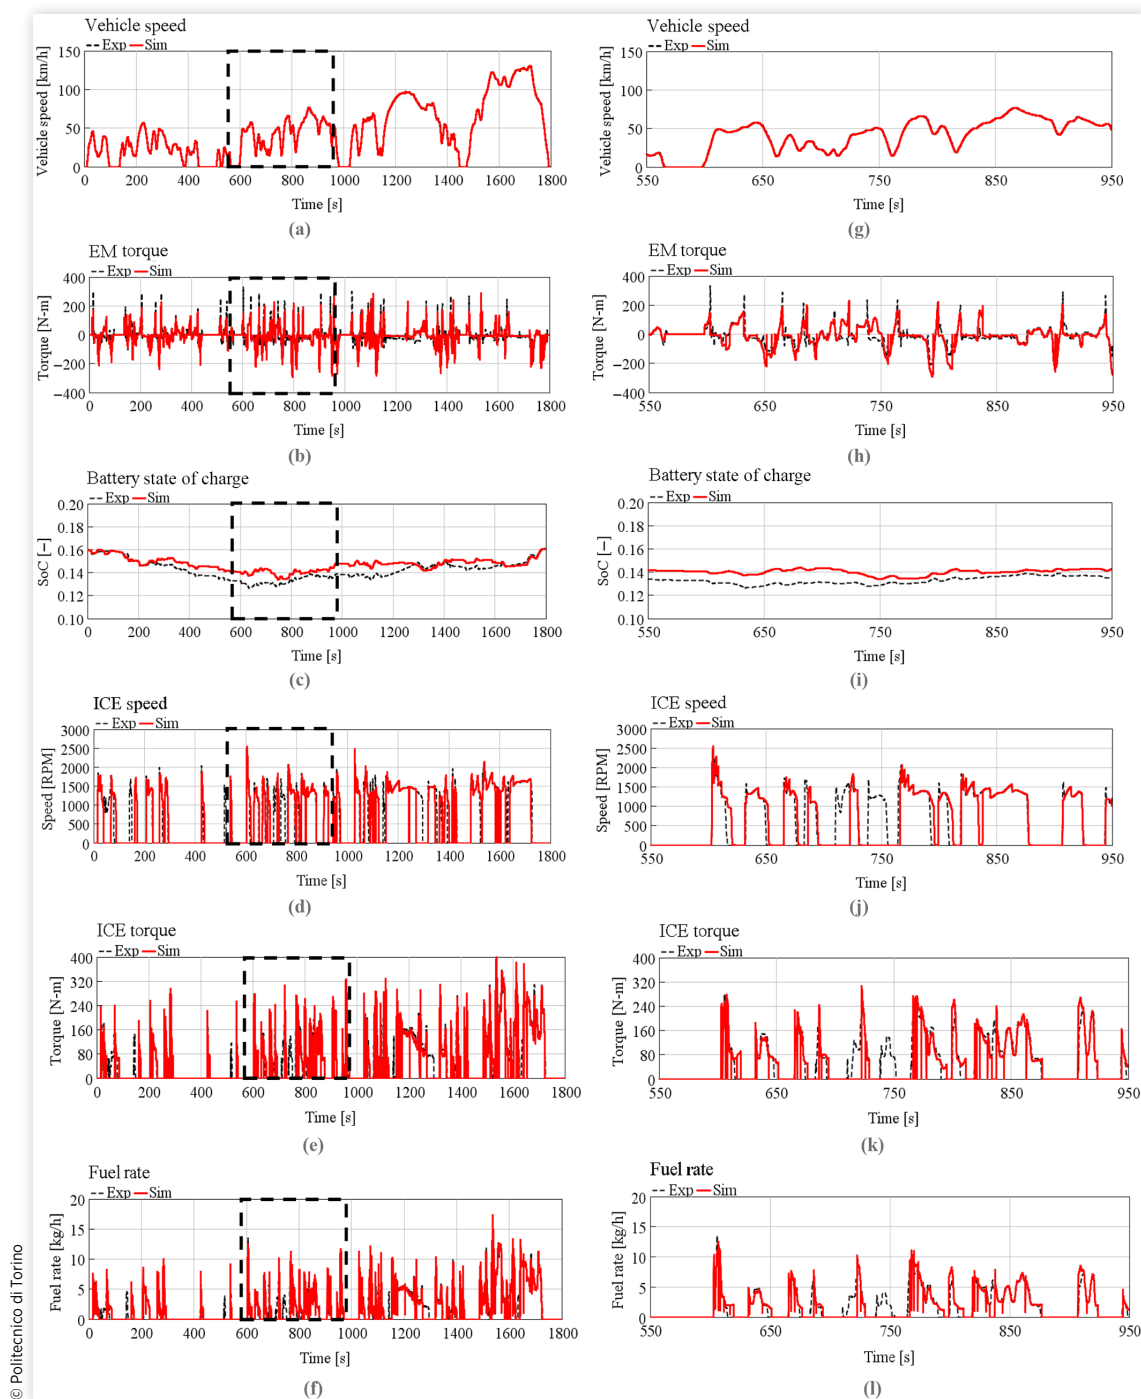 Vehicle speed
Exp Sim
Vehicle speed [km/h]
150
100
50
0
0 200 400 600 800 1000 1200 1400 1600 1800
Time [s]
(a)
Vehicle speed
Exp Sim
Vehicle speed [km/h]
150
100
50
0
550 650 750 850 950
Time [s]
(g)
EM torque
Exp Sim
Torque [N-m]
400
200
0
−200
−400
0 200 400 600 800 1000 1200 1400 1600 1800
Time [s]
(b)
EM torque
Exp Sim
Torque [N-m]
400
200
0
−200
−400
550 650 750 850 950
Time [s]
(h)
Battery state of charge
Exp Sim
SoC [−]
0.20
0.18
0.16
0.14
0.12
0.10
0 200 400 600 800 1000 1200 1400 1600 1800
Time [s]
(c)
Battery state of charge
Exp Sim
SoC [−]
0.20
0.18
0.16
0.14
0.12
0.10
550 650 750 850 950
Time [s]
(i)
ICE speed
Exp Sim
Speed [RPM]
3000
2500
2000
1500
1000
500
0
0 200 400 600 800 1000 1200 1400 1600 1800
Time [s]
(d)
ICE speed
Exp Sim
Speed [RPM]
3000
2500
2000
1500
1000
500
0
550 650 750 850 950
Time [s]
(j)
ICE torque
Exp Sim
Torque [N-m]
400
320
240
160
80
0
0 200 400 600 800 1000 1200 1400 1600 1800
Time [s]
(e)
ICE torque
Exp Sim
Torque [N-m]
400
320
240
160
80
0
550 650 750 850 950
Time [s]
(k)
Fuel rate
Exp Sim
Fuel rate [kg/h]
20
15
10
5
0
0 200 400 600 800 1000 1200 1400 1600 1800
Time [s]
(f)
Fuel rate
Exp Sim
Fuel rate [kg/h]
20
15
10
5
0
550 650 750 850 950
Time [s]
(l)
© Politecnico di Torino